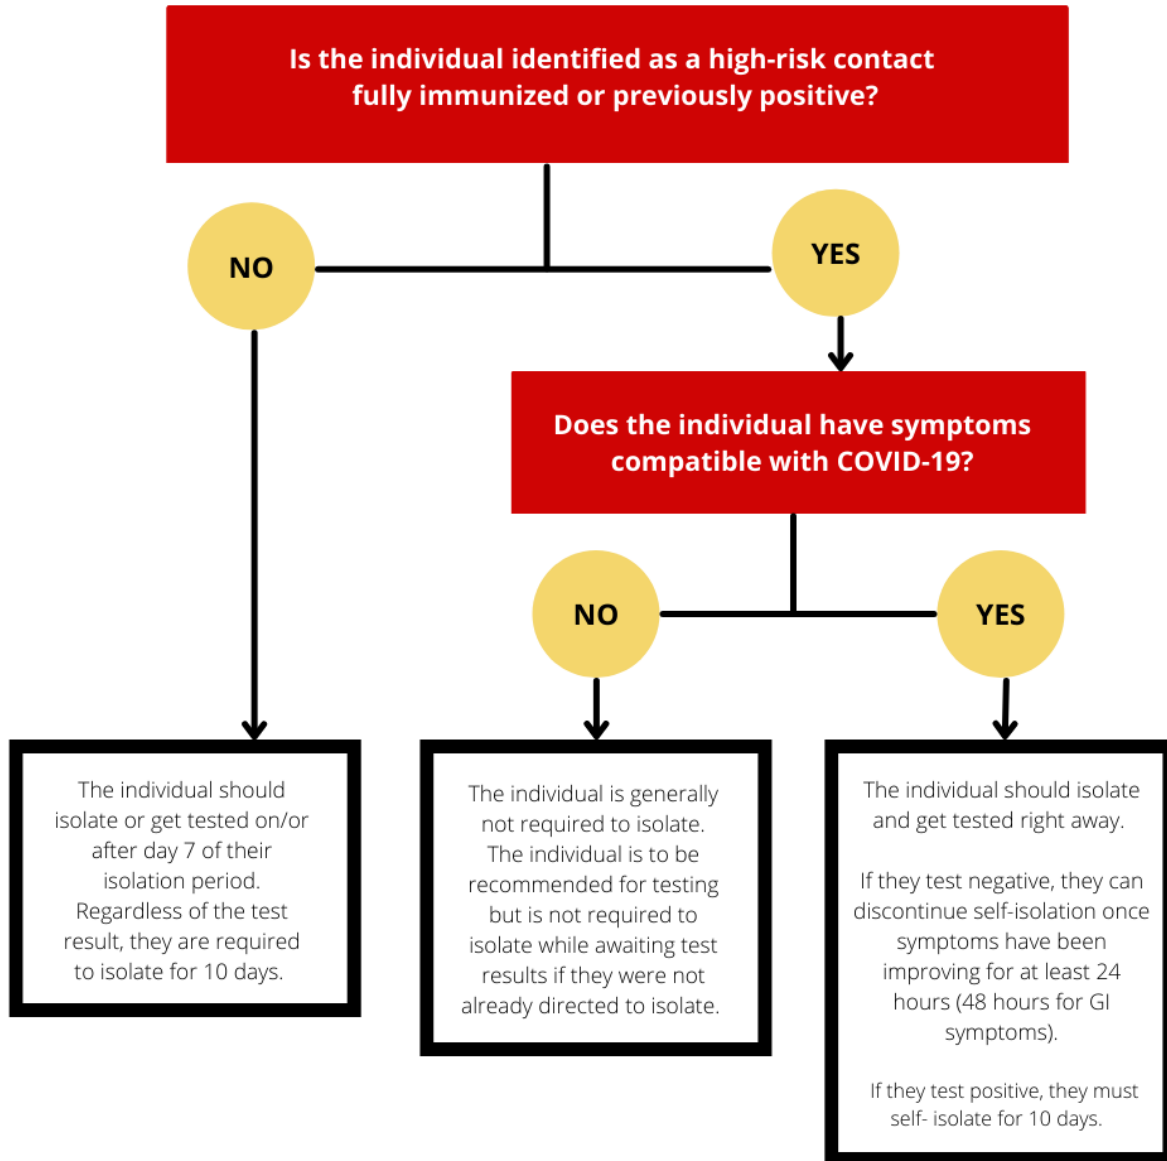 Is the individual identified as a high-risk contact
fully immunized or previously positive?
NO
YES
Does the individual have symptoms
compatible with COVID-19?
NO
YES
The individual should
isolate or get tested on/or
after day 7 of their
isolation period.
Regardless of the test
result, they are required
to isolate for 10 days.
The individual is generally
not required to isolate.
The individual is to be
recommended for testing
but is not required to
isolate while awaiting test
results if they were not
already directed to isolate.
The individual should isolate
and get tested right away.
If they test negative, they can
discontinue self-isolation once
symptoms have been
improving for at least 24
hours (48 hours for GI
symptoms).
If they test positive, they must
self- isolate for 10 days.